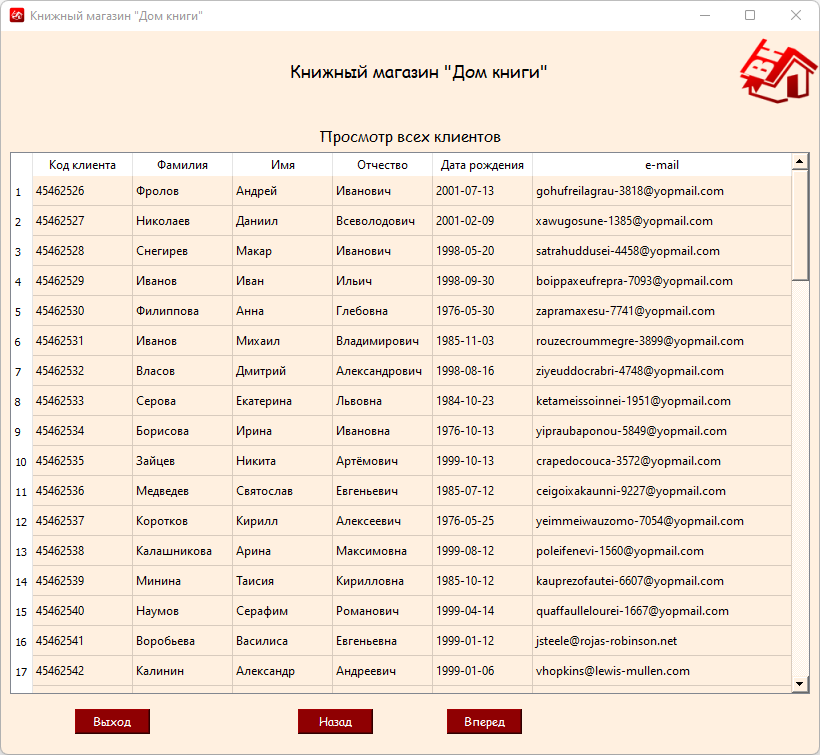 Книжный магазин "Дом книги"
Книжный магазин "Дом книги"
Просмотр всех клиентов
Код клиента Фамилия Имя Отчество Дата рождения e-mail
1 45462526 Фролов Андрей Иванович 2001-07-13 gohufreilagrau-3818@yopmail.com
2 45462527 Николаев Даниил Всеволодович 2001-02-09 xawugosune-1385@yopmail.com
3 45462528 Снегирев Макар Иванович 1998-05-20 satrahuddusei-4458@yopmail.com
4 45462529 Иванов Иван Ильич 1998-09-30 boippaxeufrepra-7093@yopmail.com
5 45462530 Филиппова Анна Глебовна 1976-05-30 zapramaxesu-7741@yopmail.com
6 45462531 Иванов Михаил Владимирович 1985-11-03 rouzecroummegre-3899@yopmail.com
7 45462532 Власов Дмитрий Александрович 1998-08-16 ziyeuddocrabri-4748@yopmail.com
8 45462533 Серова Екатерина Львовна 1984-10-23 ketameissoinnei-1951@yopmail.com
9 45462534 Борисова Ирина Ивановна 1976-10-13 yipraubaponou-5849@yopmail.com
10 45462535 Зайцев Никита Артёмович 1999-10-13 crapedocouca-3572@yopmail.com
11 45462536 Медведев Святослав Евгеньевич 1985-07-12 ceigoixakaunni-9227@yopmail.com
12 45462537 Коротков Кирилл Алексеевич 1976-05-25 yeimmeiwauzomo-7054@yopmail.com
13 45462538 Калашникова Арина Максимовна 1999-08-12 poleifenevi-1560@yopmail.com
14 45462539 Минина Таисия Кирилловна 1985-10-12 kauprezofautei-6607@yopmail.com
15 45462540 Наумов Серафим Романович 1999-04-14 quaffaullelourei-1667@yopmail.com
16 45462541 Воробьева Василиса Евгеньевна 1999-01-12 jsteele@rojas-robinson.net
17 45462542 Калинин Александр Андреевич 1999-01-06 vhopkins@lewis-mullen.com
Выход Назад Вперед